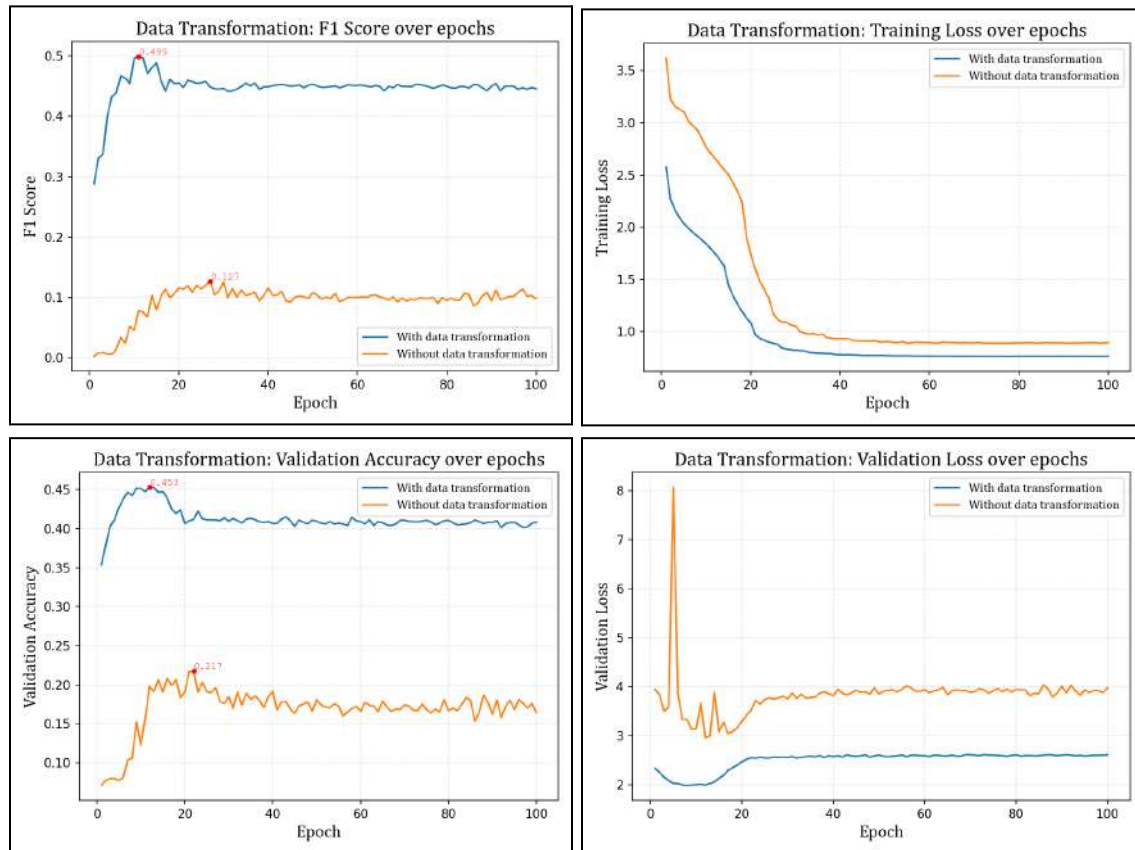 Data Transformation: F1 Score over epochs
0.499
0.5
0.4
0.3
F1 Score
0.2
0.127
0.1
0.0
With data transformation
Without data transformation
0
20
40
60
80
100
Epoch
Data Transformation: Training Loss over epochs
With data transformation
Without data transformation
3.5
3.0
2.5
Training Loss
2.0
1.5
1.0
0
20
40
60
80
100
Epoch
Data Transformation: Validation Accuracy over epochs
0.453
With data transformation
Without data transformation
0.45
0.40
0.35
0.30
Validation Accuracy
0.25
0.217
0.20
0.15
0.10
0
20
40
60
80
100
Epoch
Data Transformation: Validation Loss over epochs
With data transformation
Without data transformation
8
7
6
5
Validation Loss
4
3
2
0
20
40
60
80
100
Epoch